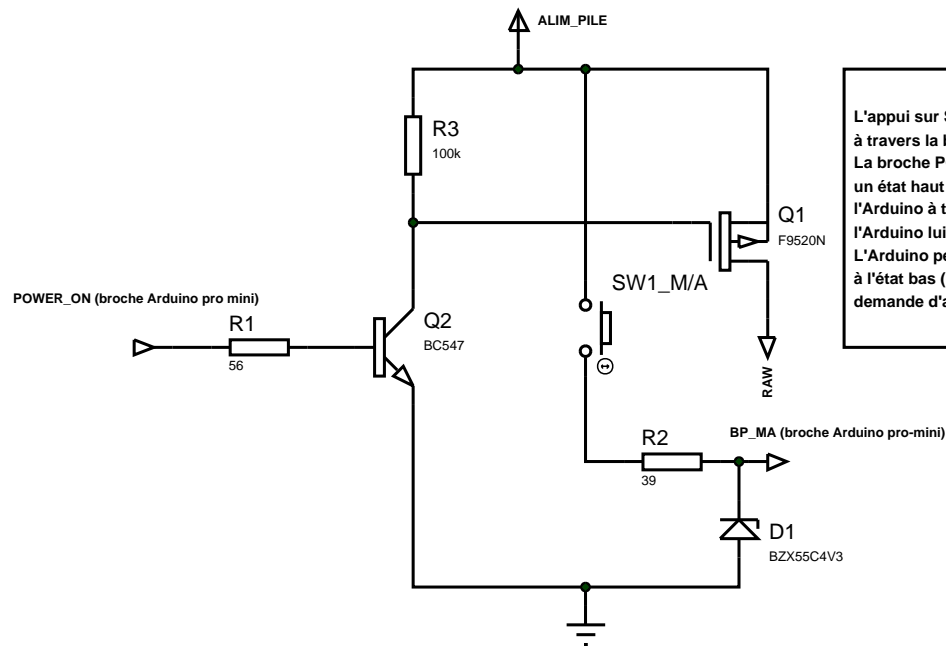 ALIM_PILE
R3
100k
L'appui sur
à travers la
La broche
un état haut
l'Arduino à
l'Arduino lui
L'Arduino
à l'état bas (
demande
Q1
F9520N
SW1_M/A
POWER_ON (broche Arduino pro mini)
R1
56
Q2
BC547
RAW
BP_MA (broche Arduino pro-mini)
R2
39
D1
BZX55C4V3